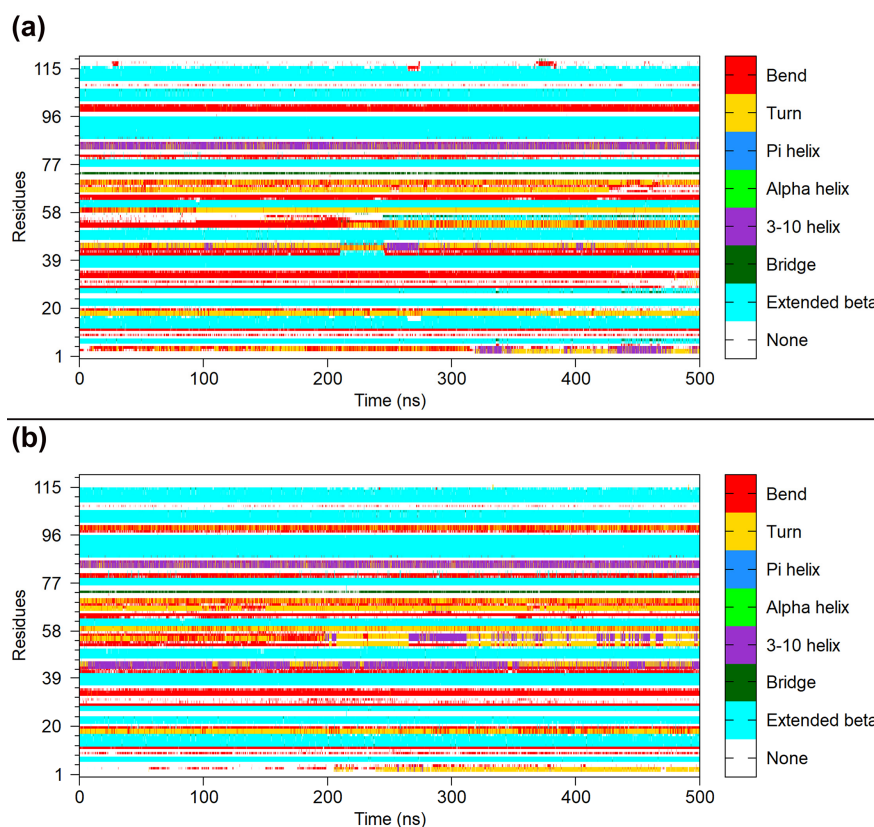 (a)
115
96
77
58
39
20
1
Residues
0 100 200 300 400 500
Time (ns)
Bend
Turn
Pi helix
Alpha helix
3-10 helix
Bridge
Extended beta
None
(b)
115
96
77
58
39
20
1
Residues
0 100 200 300 400 500
Time (ns)
Bend
Turn
Pi helix
Alpha helix
3-10 helix
Bridge
Extended beta
None